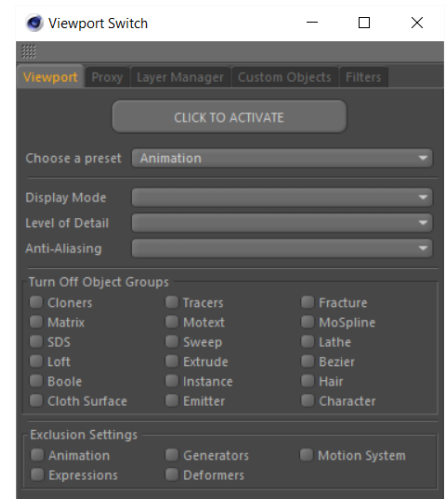 Viewport Switch
Viewport Proxy Layer Manager Custom Objects Filters
CLICK TO ACTIVATE
Choose a preset Animation
Display Mode
Level of Detail
Anti-Aliasing
Turn Off Object Groups
Cloners Tracers Fracture
Matrix Motext MoSpline
SDS Sweep Lathe
Loft Extrude Bezier
Boole Instance Hair
Cloth Surface Emitter Character
Exclusion Settings
Animation Generators Motion System
Expressions Deformers